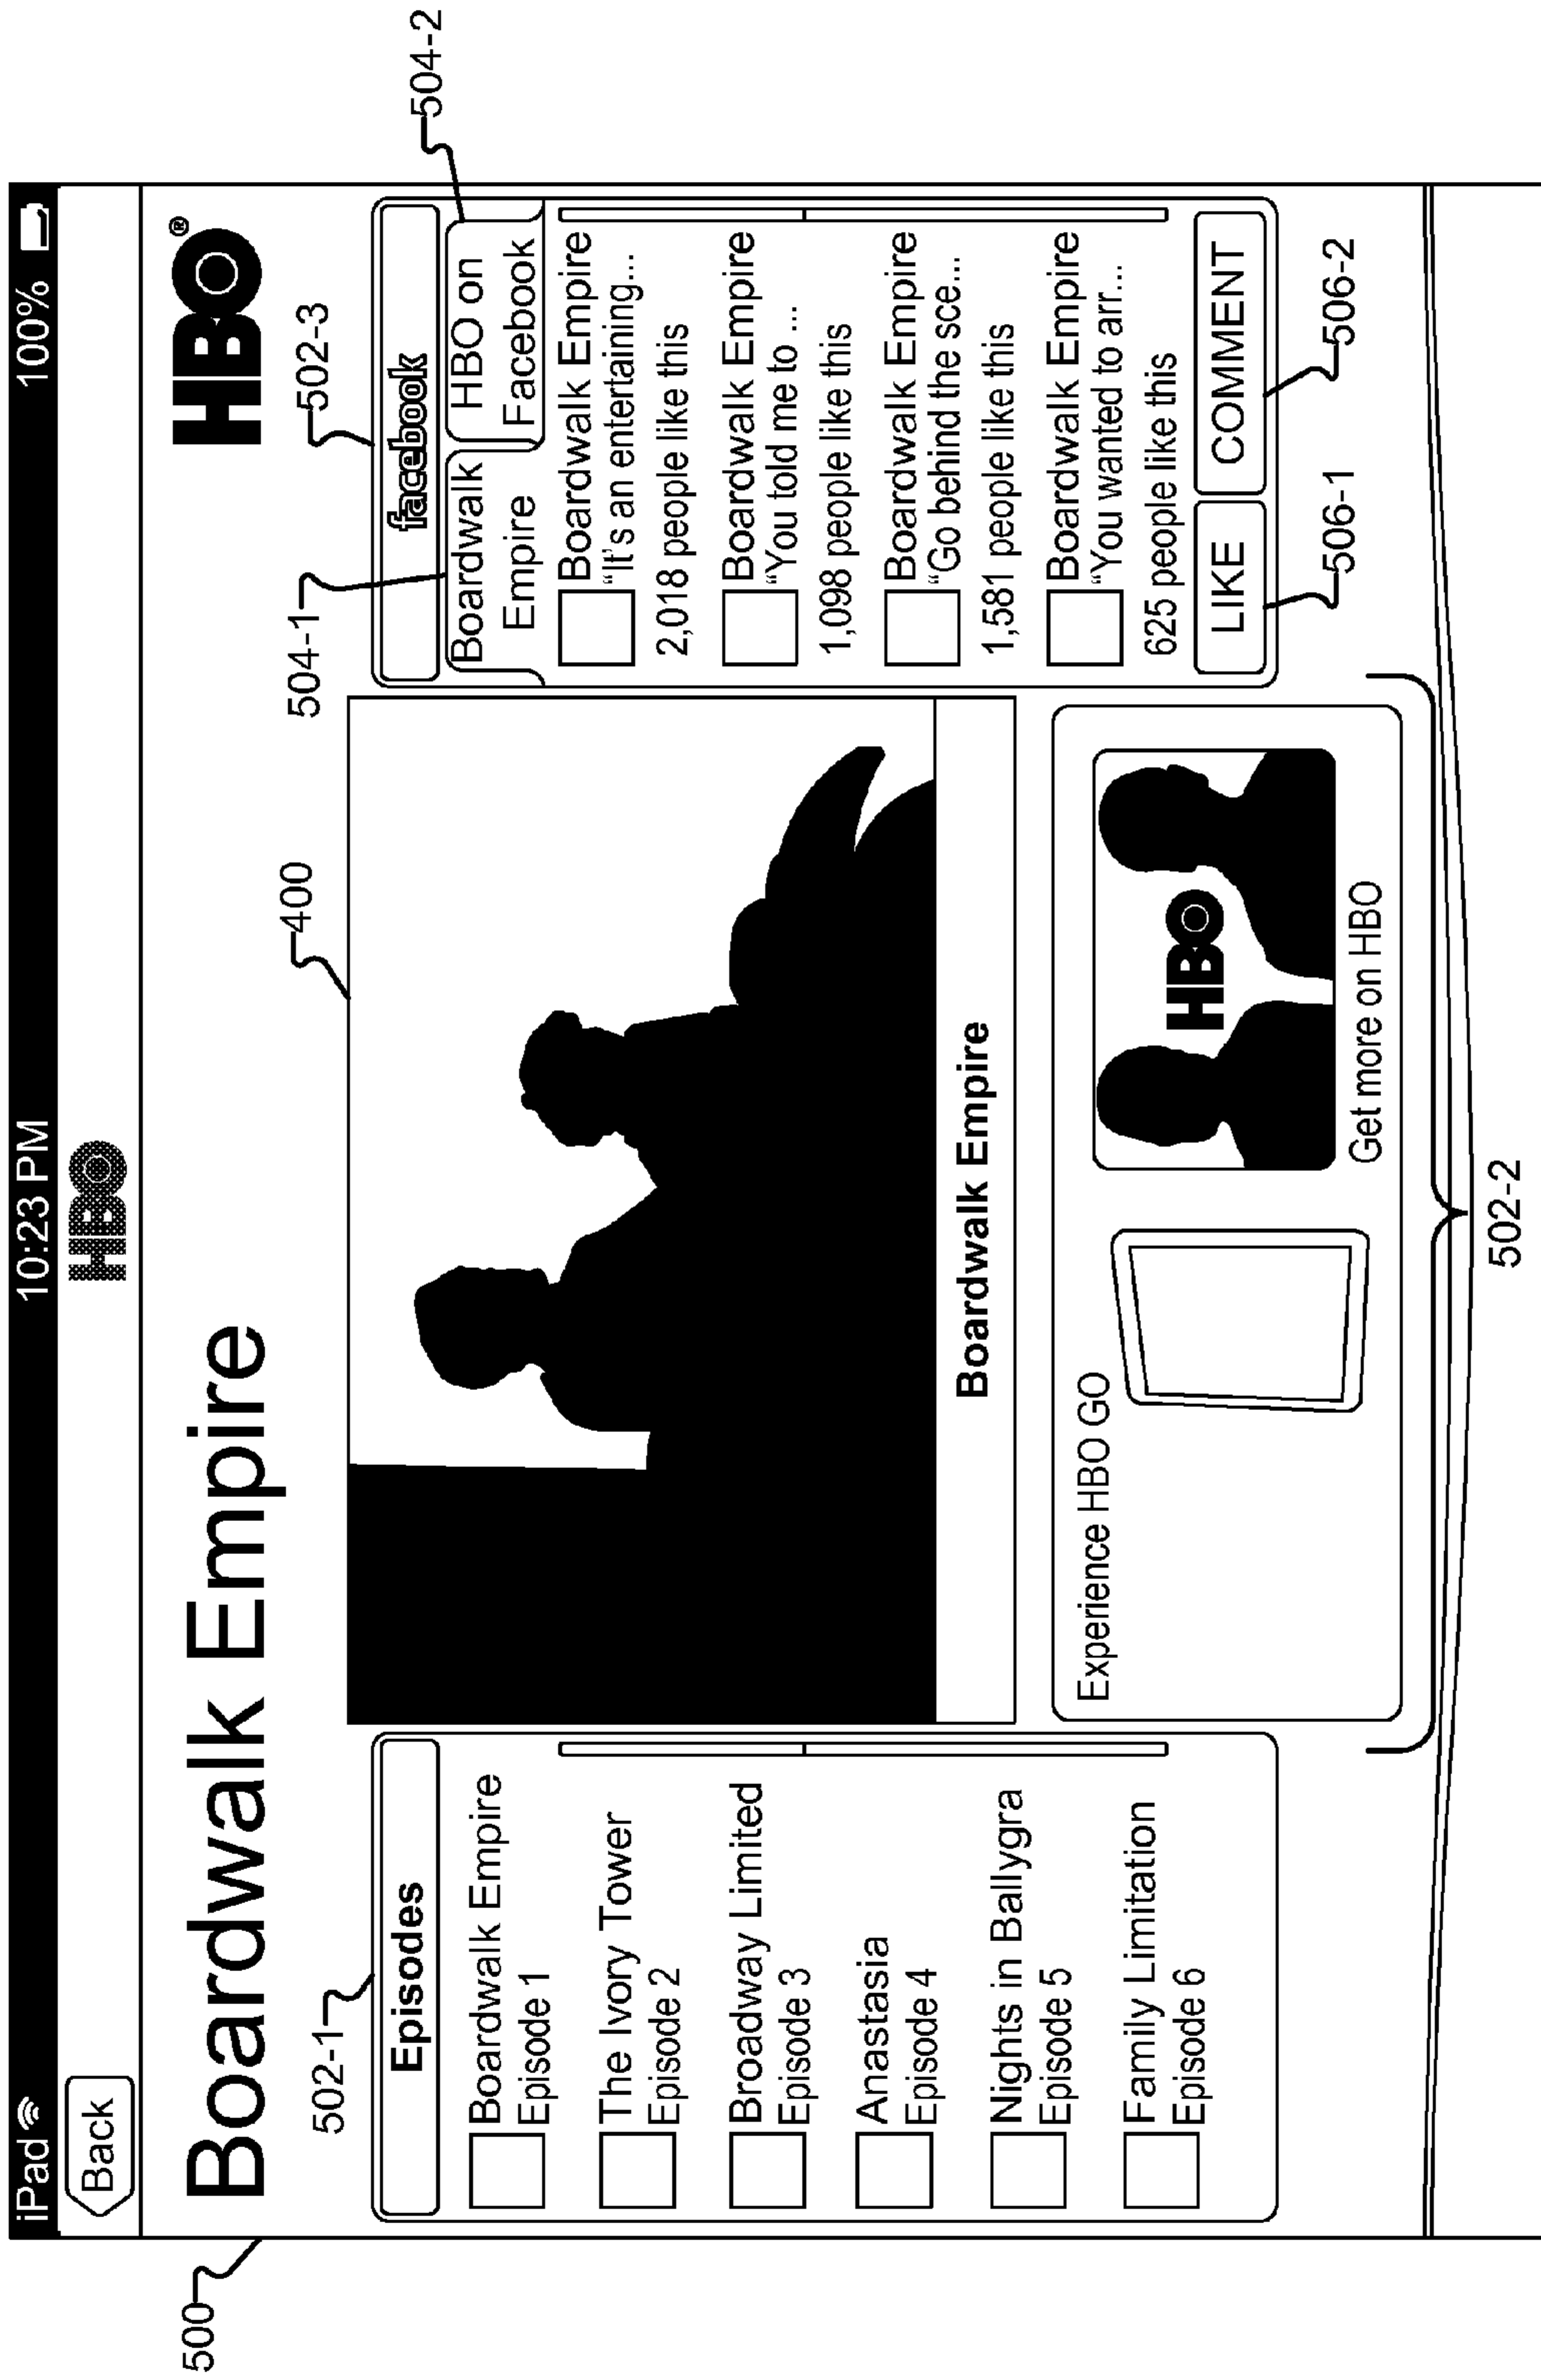 iPad 10:23 PM 100%
Back HBO
500
Boardwalk Empire HBO®
502-1
Episodes
Boardwalk Empire
Episode 1
The Ivory Tower
Episode 2
Broadway Limited
Episode 3
Anastasia
Episode 4
Nights in Ballygra
Episode 5
Family Limitation
Episode 6
400
Boardwalk Empire
Experience HBO GO
HBO
Get more on HBO
502-2
504-1
502-3
504-2
facebook
Boardwalk
Empire
HBO on
Facebook
Boardwalk Empire
“It's an entertaining...
2,018 people like this
Boardwalk Empire
“You told me to ...
1,098 people like this
Boardwalk Empire
“Go behind the sce...
1,581 people like this
Boardwalk Empire
“You wanted to arr...
625 people like this
LIKE COMMENT
506-1
506-2